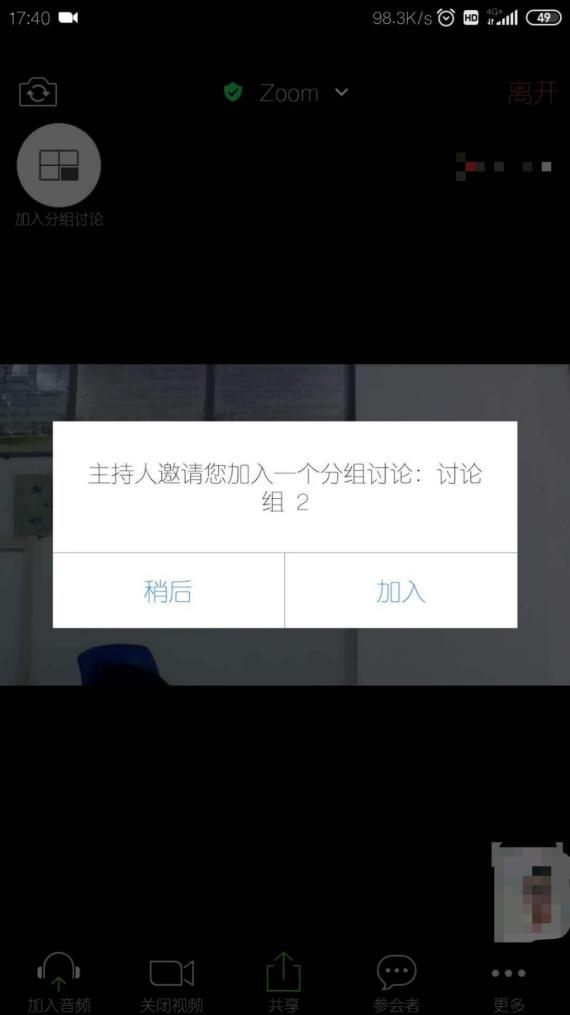 17:40
98.3K/s HD 4G+ 49
Zoom
离开
加入分组讨论
主持人邀请您加入一个分组讨论：讨论
组 2
稍后
加入
加入音频
关闭视频
共享
参会者
更多